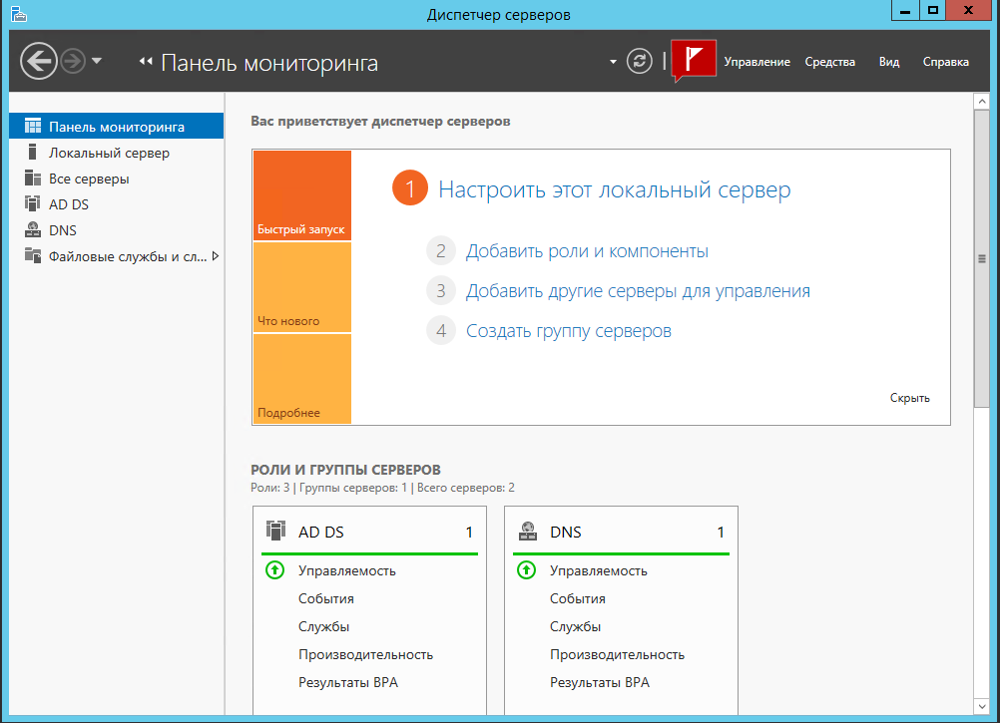 Диспетчер серверов
Панель мониторинга
Управление Средства Вид Справка
Панель мониторинга
Локальный сервер
Все серверы
AD DS
DNS
Файловые службы и сл...
Вас приветствует диспетчер серверов
Быстрый запуск
Что нового
Подробнее
1 Настроить этот локальный сервер
2 Добавить роли и компоненты
3 Добавить другие серверы для управления
4 Создать группу серверов
Скрыть
РОЛИ И ГРУППЫ СЕРВЕРОВ
Роли: 3 | Группы серверов: 1 | Всего серверов: 2
AD DS 1
Управляемость
События
Службы
Производительность
Результаты BPA
DNS 1
Управляемость
События
Службы
Производительность
Результаты BPA